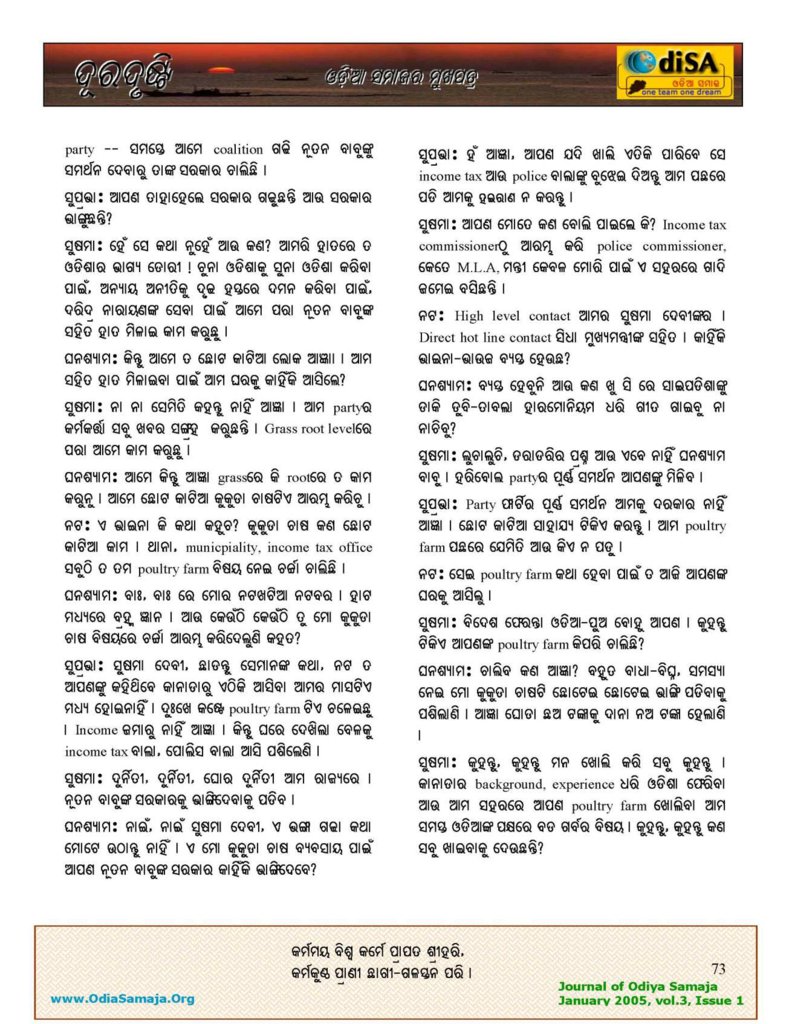 ଦୂରଦୃଷ୍ଟି
ଓଡ଼ିଆ ସମାଜର ମୁଖପତ୍ର
OdiSA
ଓଡିଆ ସମାଜ
one team one dream
party -- ସମସ୍ତେ ଆମେ coalition ଗଢି ନୂତନ ବାବୁଙ୍କୁ
ସମର୍ଥନ ଦେବାରୁ ତାଙ୍କ ସରକାର ଚାଲିଛି ।
ସୁପ୍ରଭା: ଆପଣ ତାହାହେଲେ ସରକାର ଗଢୁଛନ୍ତି ଆଉ ସରକାର
ଭାଙ୍ଗୁଛନ୍ତି?
ସୁଷମା: ହେଁ ସେ କଥା ନୁହେଁ ଆଉ କଣ? ଆମରି ହାତରେ ତ
ଓଡିଶାର ଭାଗ୍ୟ ଡୋରୀ ! ଚୁନା ଓଡିଶାକୁ ସୁନା ଓଡିଶା କରିବା
ପାଇଁ, ଅନ୍ୟାୟ ଅନୀତିକୁ ଦୃଢ ହସ୍ତରେ ଦମନ କରିବା ପାଇଁ,
ଦରିଦ୍ର ନାରାୟଣଙ୍କ ସେବା ପାଇଁ ଆମେ ପରା ନୂତନ ବାବୁଙ୍କ
ସହିତ ହାତ ମିଳାଇ କାମ କରୁଛୁ ।
ଘନଶ୍ୟାମ: କିନ୍ତୁ ଆମେ ତ ଛୋଟ କାଟିଆ ଲୋକ ଆଜ୍ଞା । ଆମ
ସହିତ ହାତ ମିଳାଇବା ପାଇଁ ଆମ ଘରକୁ କାହିଁକି ଆସିଲେ?
ସୁଷମା: ନା ନା ସେମିତି କହନ୍ତୁ ନାହିଁ ଆଜ୍ଞା । ଆମ partyର
କର୍ମକର୍ତ୍ତା ସବୁ ଖବର ସଙ୍ଗ୍ରହ କରୁଛନ୍ତି । Grass root levelରେ
ପରା ଆମେ କାମ କରୁଛୁ ।
ଘନଶ୍ୟାମ: ଆମେ କିନ୍ତୁ ଆଜ୍ଞା grassରେ କି rootରେ ତ କାମ
କରୁନୁ । ଆମେ ଛୋଟ କାଟିଆ କୁକୁଡା ଚାଷଟିଏ ଆରମ୍ଭ କରିଚୁ ।
ନଟ: ଏ ଭାଇନା କି କଥା କହୁଚ? କୁକୁଡା ଚାଷ କଣ ଛୋଟ
କାଟିଆ କାମ । ଥାନା, municpiality, income tax office
ସବୁଠି ତ ତମ poultry farm ବିଷୟ ନେଇ ଚର୍ଚ୍ଚା ଚାଲିଛି ।
ଘନଶ୍ୟାମ: ବାଃ, ବାଃ ରେ ମୋର ନଟଖଟିଆ ନଟବର । ହାଟ
ମଧ୍ୟରେ ବ୍ରହ୍ମ ଜ୍ଞାନ । ଆଉ କେଉଁଠି କେଉଁଠି ତୁ ମୋ କୁକୁଡା
ଚାଷ ବିଷୟରେ ଚର୍ଚ୍ଚା ଆରମ୍ଭ କରିଦେଲୁଣି କହତ?
ସୁପ୍ରଭା: ସୁଷମା ଦେବୀ, ଛାଡନ୍ତୁ ସେମାନଙ୍କ କଥା, ନଟ ତ
ଆପଣଙ୍କୁ କହିଥିବେ କାନାଡାରୁ ଏଠିକି ଆସିବା ଆମର ମାସଟିଏ
ମଧ୍ୟ ହୋଇନାହିଁ । ଦୁଃଖେ କଷ୍ଟେ poultry farm ଟିଏ ଚଳେଇଛୁ
। Income କମାରୁ ନାହିଁ ଆଜ୍ଞା । କିନ୍ତୁ ଘରେ ଦେଖିଲା ବେଳକୁ
income tax ବାଲା, ପୋଲିସ ବାଲା ଆସି ପଶିଲେଣି ।
ସୁଷମା: ଦୁର୍ନିତୀ, ଦୁର୍ନିତୀ, ଘୋର ଦୁର୍ନିତୀ ଆମ ରାଜ୍ୟରେ ।
ନୂତନ ବାବୁଙ୍କ ସରକାରକୁ ଭାଙ୍ଗିଦେବାକୁ ପଡିବ ।
ଘନଶ୍ୟାମ: ନାଇଁ, ନାଇଁ ସୁଷମା ଦେବୀ, ଏ ଭଙ୍ଗା ଗଢା କଥା
ମୋଟେ ଉଠାନ୍ତୁ ନାହିଁ । ଏ ମୋ କୁକୁଡା ଚାଷ ବ୍ୟବସାୟ ପାଇଁ
ଆପଣ ନୂତନ ବାବୁଙ୍କ ସରକାର କାହିଁକି ଭାଙ୍ଗିଦେବେ?
ସୁପ୍ରଭା: ହଁ ଆଜ୍ଞା, ଆପଣ ଯଦି ଖାଲି ଏତିକି ପାରିବେ ସେ
income tax ଆଉ police ବାଲାଙ୍କୁ ବୁଝେଇ ଦିଅନ୍ତୁ ଆମ ପଛରେ
ପଡି ଆମକୁ ହଇରାଣ ନ କରନ୍ତୁ ।
ସୁଷମା: ଆପଣ ମୋତେ କଣ ବୋଲି ପାଇଲେ କି? Income tax
commissionerଠୁ ଆରମ୍ଭ କରି police commissioner,
କେତେ M.L.A, ମନ୍ତ୍ରୀ କେବଳ ମୋରି ପାଇଁ ଏ ସହରରେ ଗାଦି
ଜମେଇ ବସିଛନ୍ତି ।
ନଟ: High level contact ଆମର ସୁଷମା ଦେବୀଙ୍କର ।
Direct hot line contact ସିଧା ମୁଖ୍ୟମନ୍ତ୍ରୀଙ୍କ ସହିତ । କାହିଁକି
ଭାଇନା-ଭାଉଜ ବ୍ୟସ୍ତ ହେଉଛ?
ଘନଶ୍ୟାମ: ବ୍ୟସ୍ତ ହେବୁନି ଆଉ କଣ ଖୁ ସି ରେ ସାଇପଡିଶାଙ୍କୁ
ଡାକି ଡୁବି-ତାବଲା ହାରମୋନିୟମ ଧରି ଗୀତ ଗାଇବୁ ନା
ନାଚିବୁ?
ସୁଷମା: ଲୁଚାଲୁଚି, ଡରାଡରିର ପ୍ରଶ୍ନ ଆଉ ଏବେ ନାହିଁ ଘନଶ୍ୟାମ
ବାବୁ । ହରିବୋଲ partyର ପୂର୍ଣ୍ଣ ସମର୍ଥନ ଆପଣଙ୍କୁ ମିଳିବ ।
ସୁପ୍ରଭା: Party ଫାର୍ଟିର ପୂର୍ଣ୍ଣ ସମର୍ଥନ ଆମକୁ ଦରକାର ନାହିଁ
ଆଜ୍ଞା । ଛୋଟ କାଟିଆ ସାହାଯ୍ୟ ଟିକିଏ କରନ୍ତୁ । ଆମ poultry
farm ପଛରେ ଯେମିତି ଆଉ କିଏ ନ ପଡୁ ।
ନଟ: ସେଇ poultry farm କଥା ହେବା ପାଇଁ ତ ଆଜି ଆପଣଙ୍କ
ଘରକୁ ଆସିଲୁ ।
ସୁଷମା: ବିଦେଶ ଫେରନ୍ତା ଓଡିଆ-ପୁଅ ବୋହୂ ଆପଣ । କୁହନ୍ତୁ
ଟିକିଏ ଆପଣଙ୍କ poultry farm କିପରି ଚାଲିଛି?
ଘନଶ୍ୟାମ: ଚାଲିବ କଣ ଆଜ୍ଞା? ବହୁତ ବାଧା-ବିଘ୍ନ, ସମସ୍ୟା
ନେଇ ମୋ କୁକୁଡା ଚାଷଟି ଛୋଟେଇ ଛୋଟେଇ ଭାଙ୍ଗି ପଡିବାକୁ
ପଶିଲାଣି । ଆଜ୍ଞା ଘୋଡା ଛଅ ଟଙ୍କାକୁ ଦାନା ନଅ ଟଙ୍କା ହେଲାଣି
।
ସୁଷମା: କୁହନ୍ତୁ, କୁହନ୍ତୁ ମନ ଖୋଲି କରି ସବୁ କୁହନ୍ତୁ ।
କାନାଡାର background, experience ଧରି ଓଡିଶା ଫେରିବା
ଆଉ ଆମ ସହରରେ ଆପଣ poultry farm ଖୋଲିବା ଆମ
ସମସ୍ତ ଓଡିଆଙ୍କ ପକ୍ଷରେ ବଡ ଗର୍ବର ବିଷୟ । କୁହନ୍ତୁ, କୁହନ୍ତୁ କଣ
ସବୁ ଖାଇବାକୁ ଦେଉଛନ୍ତି?
କର୍ମମୟ ବିଶ୍ୱ କର୍ମେ ପ୍ରାପତ ଶ୍ରୀହରି,
କର୍ମକୁଣ୍ଠ ପ୍ରାଣୀ ଛାଗୀ-ଗଳସ୍ତନ ପରି ।
73
www.OdiaSamaja.Org
Journal of Odiya Samaja
January 2005, vol.3, Issue 1